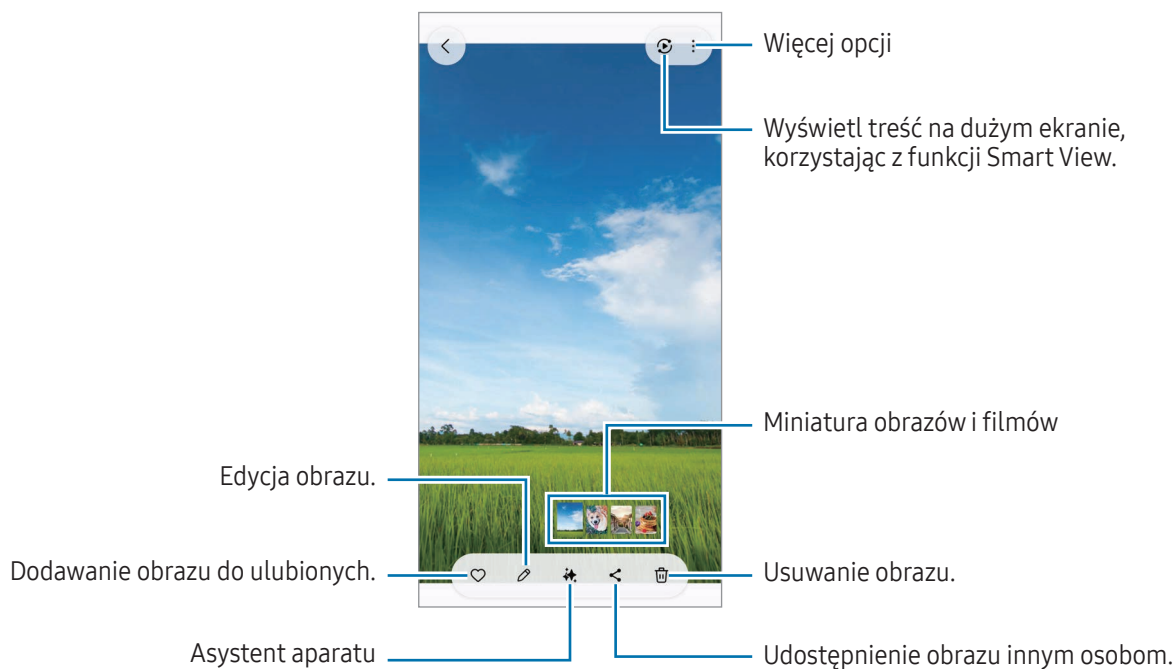 Więcej opcji
Wyświetl treść na dużym ekranie,
korzystając z funkcji Smart View.
Miniatura obrazów i filmów
Edycja obrazu.
Dodawanie obrazu do ulubionych.
Usuwanie obrazu.
Asystent aparatu
Udostępnienie obrazu innym osobom.